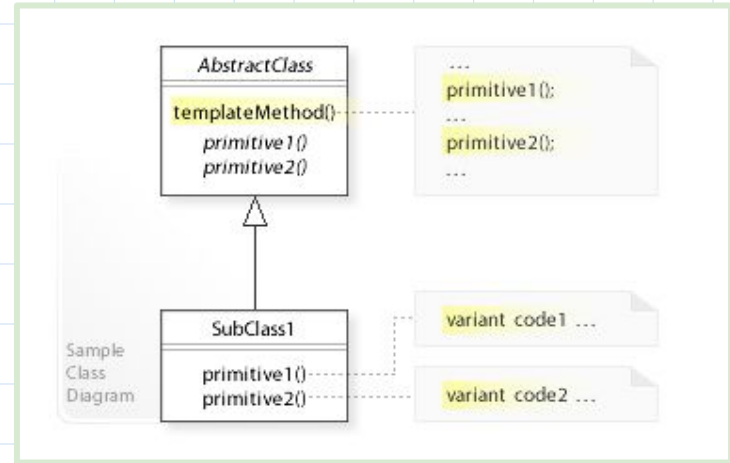 AbstractClass
templateMethod()
primitive1()
primitive2()
...
primitive1();
...
primitive2();
...
SubClass1
primitive1()
primitive2()
variant code1 ...
variant code2 ...
Sample
Class
Diagram